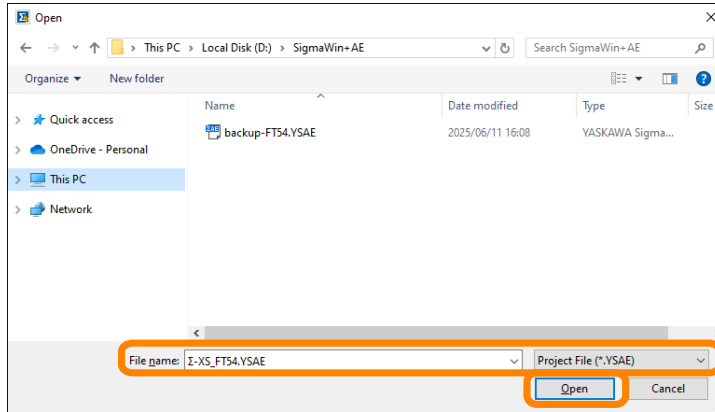 Open
This PC > Local Disk (D:) > SigmaWin+AE
Search SigmaWin+AE
Organize
New folder
Name
Date modified
Type
Size
Quick access
OneDrive - Personal
This PC
Network
backup-FT54.YSAE
2025/06/11 16:08
YASKAWA Sigma...
File name:
Σ-XS_FT54.YSAE
Project File (*.YSAE)
Open
Cancel